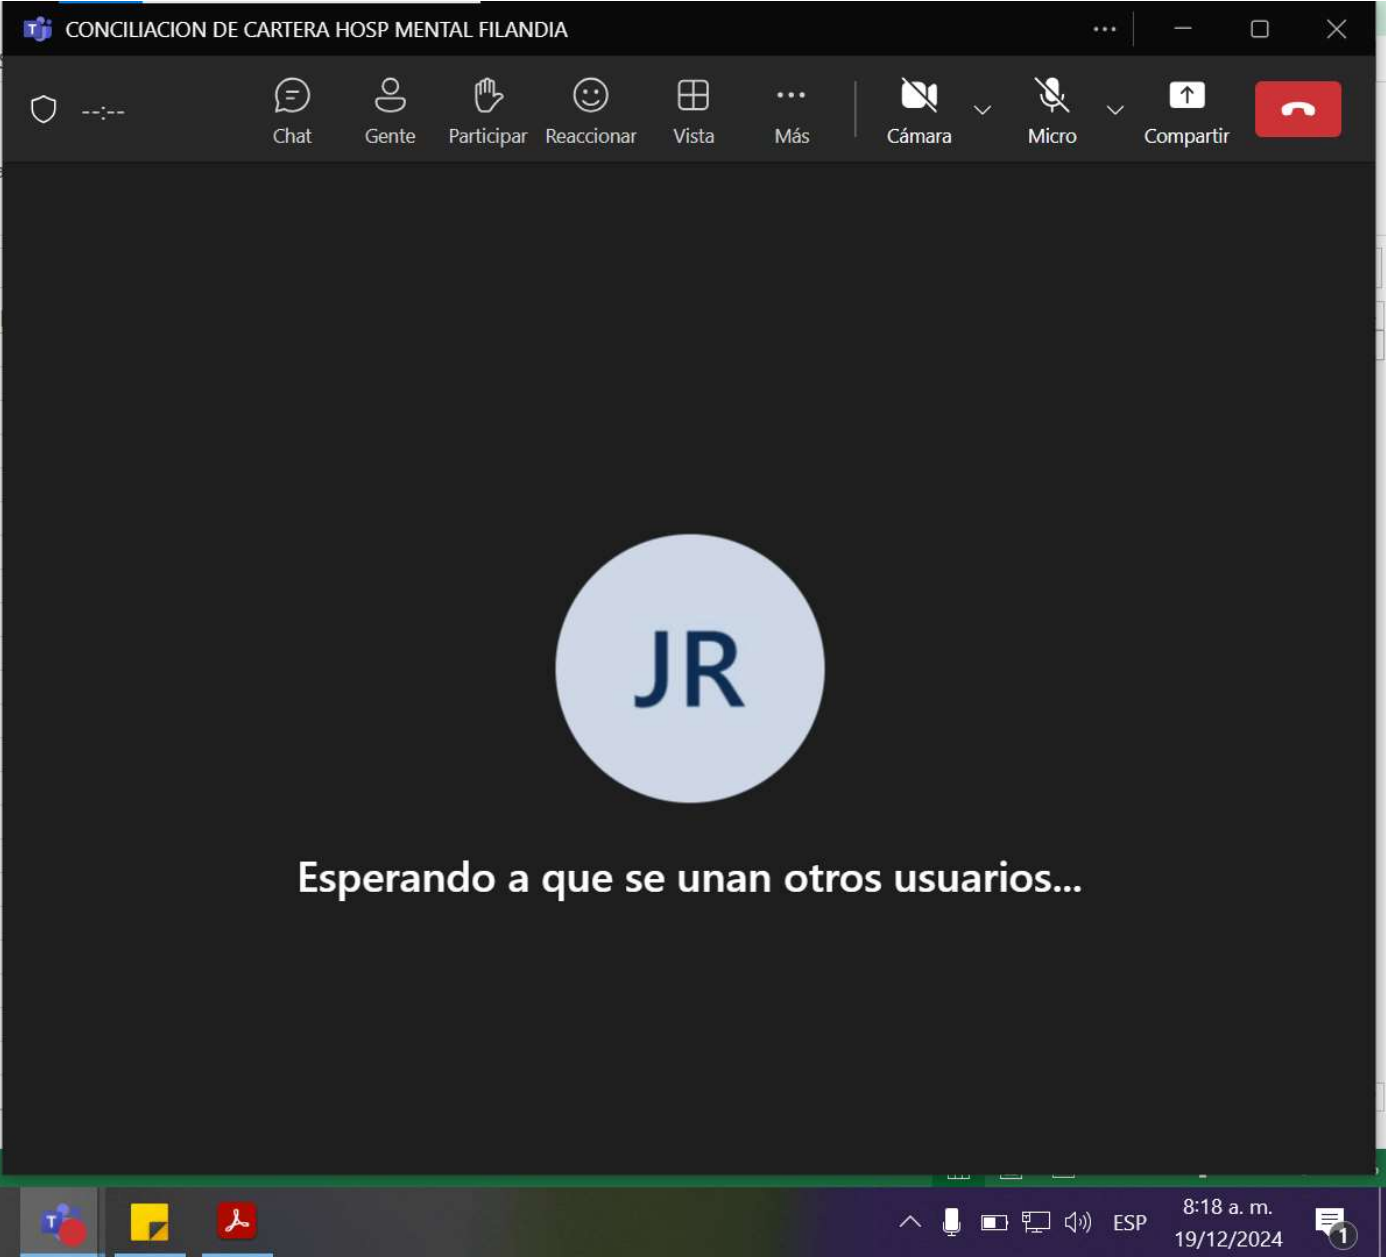 CONCILIACION DE CARTERA HOSP MENTAL FILANDIA
--:--
Chat
Gente
Participar
Reaccionar
Vista
Más
Cámara
Micro
Compartir
JR
Esperando a que se unan otros usuarios...
ESP
8:18 a. m.
19/12/2024
1